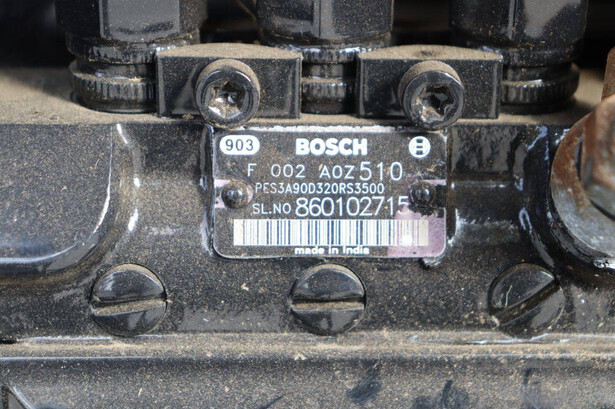 903 BOSCH
F 002 A0Z 510
PES3A90D320RS3500
SL.NO 860102715
made in India